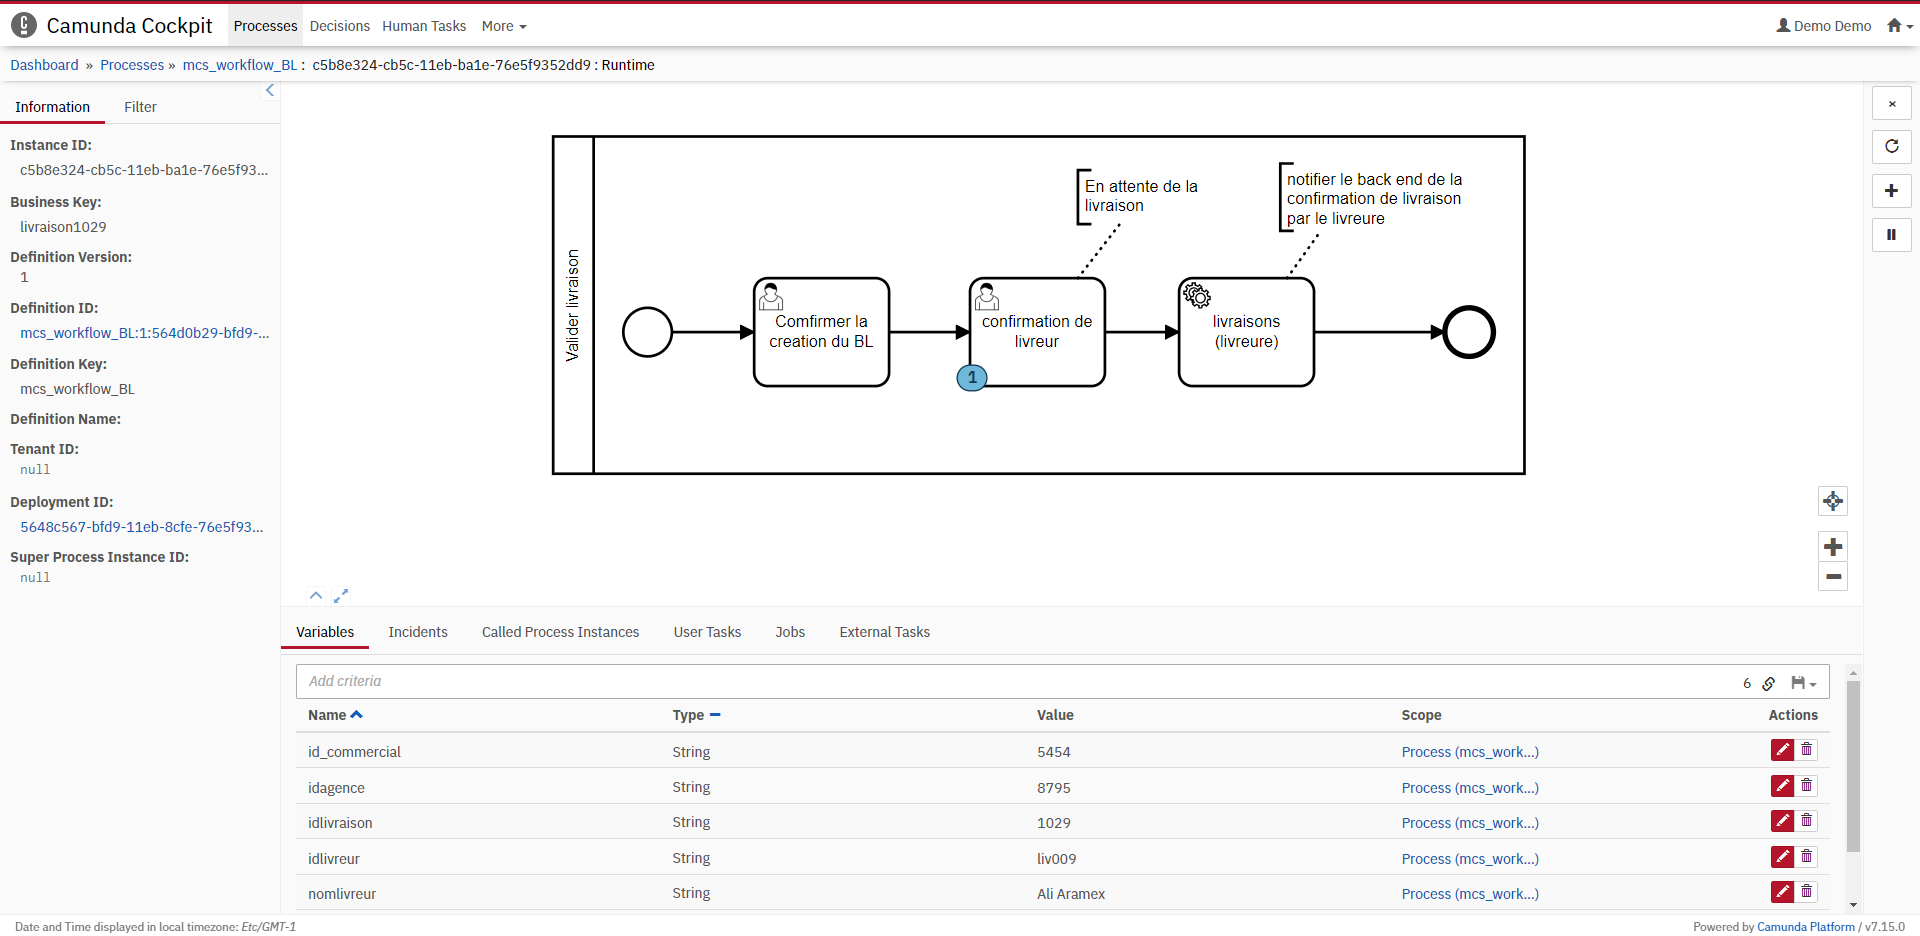 Camunda Cockpit Processes Decisions Human Tasks More Demo Demo
Dashboard » Processes » mcs_workflow_BL : c5b8e324-cb5c-11eb-ba1e-76e5f9352dd9 : Runtime
Information Filter
Instance ID:
c5b8e324-cb5c-11eb-ba1e-76e5f93...
Business Key:
livraison1029
Definition Version:
1
Definition ID:
mcs_workflow_BL:1:564d0b29-bfd9-...
Definition Key:
mcs_workflow_BL
Definition Name:
Tenant ID:
null
Deployment ID:
5648c567-bfd9-11eb-8cfe-76e5f93...
Super Process Instance ID:
null
Valider livraison
Comfirmer la
creation du BL
En attente de la
livraison
confirmation de
livreur
1
notifier le back end de la
confirmation de livraison
par le livreure
livraisons
(livreure)
Variables Incidents Called Process Instances User Tasks Jobs External Tasks
Add criteria 6
Name Type Value Scope Actions
id_commercial String 5454 Process (mcs_work...)
idagence String 8795 Process (mcs_work...)
idlivraison String 1029 Process (mcs_work...)
idlivreur String liv009 Process (mcs_work...)
nomlivreur String Ali Aramex Process (mcs_work...)
Date and Time displayed in local timezone: Etc/GMT-1 Powered by Camunda Platform / v7.15.0